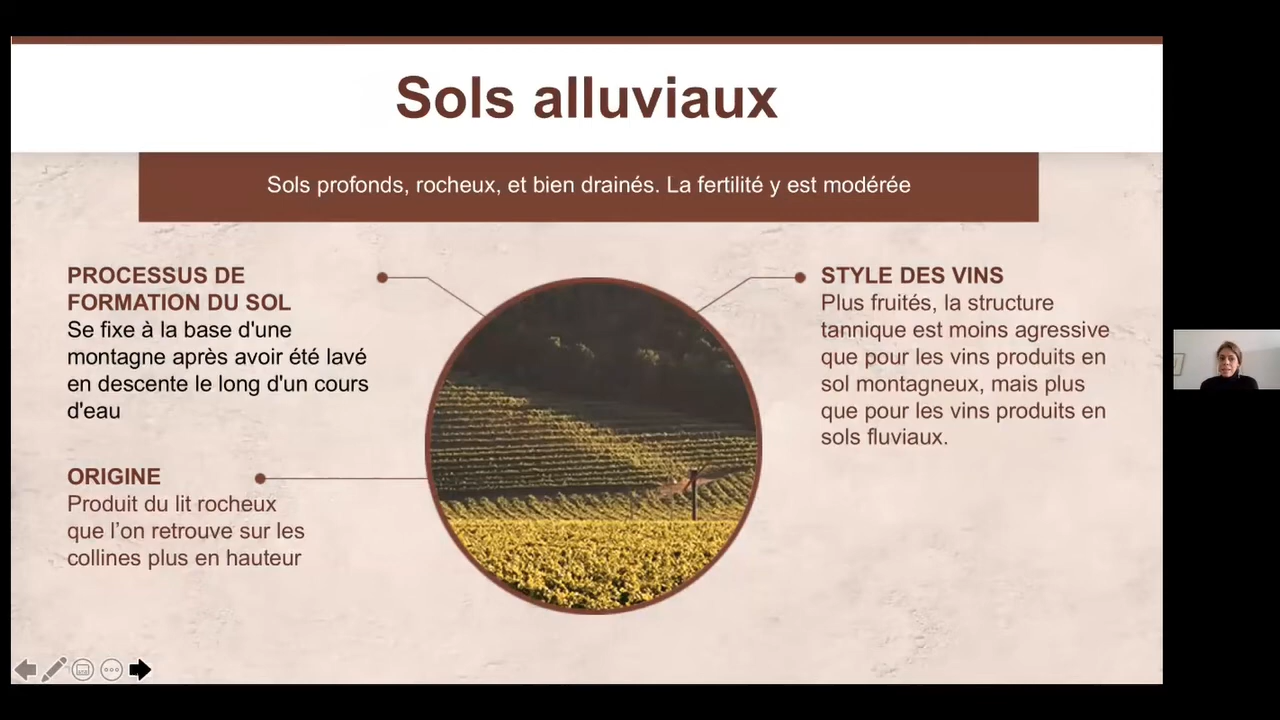 Sols alluviaux
Sols profonds, rocheux, et bien drainés. La fertilité y est modérée
PROCESSUS DE
FORMATION DU SOL
Se fixe à la base d'une
montagne après avoir été lavé
en descente le long d'un cours
d'eau
ORIGINE
Produit du lit rocheux
que l’on retrouve sur les
collines plus en hauteur
STYLE DES VINS
Plus fruités, la structure
tannique est moins agressive
que pour les vins produits en
sol montagneux, mais plus
que pour les vins produits en
sols fluviaux.